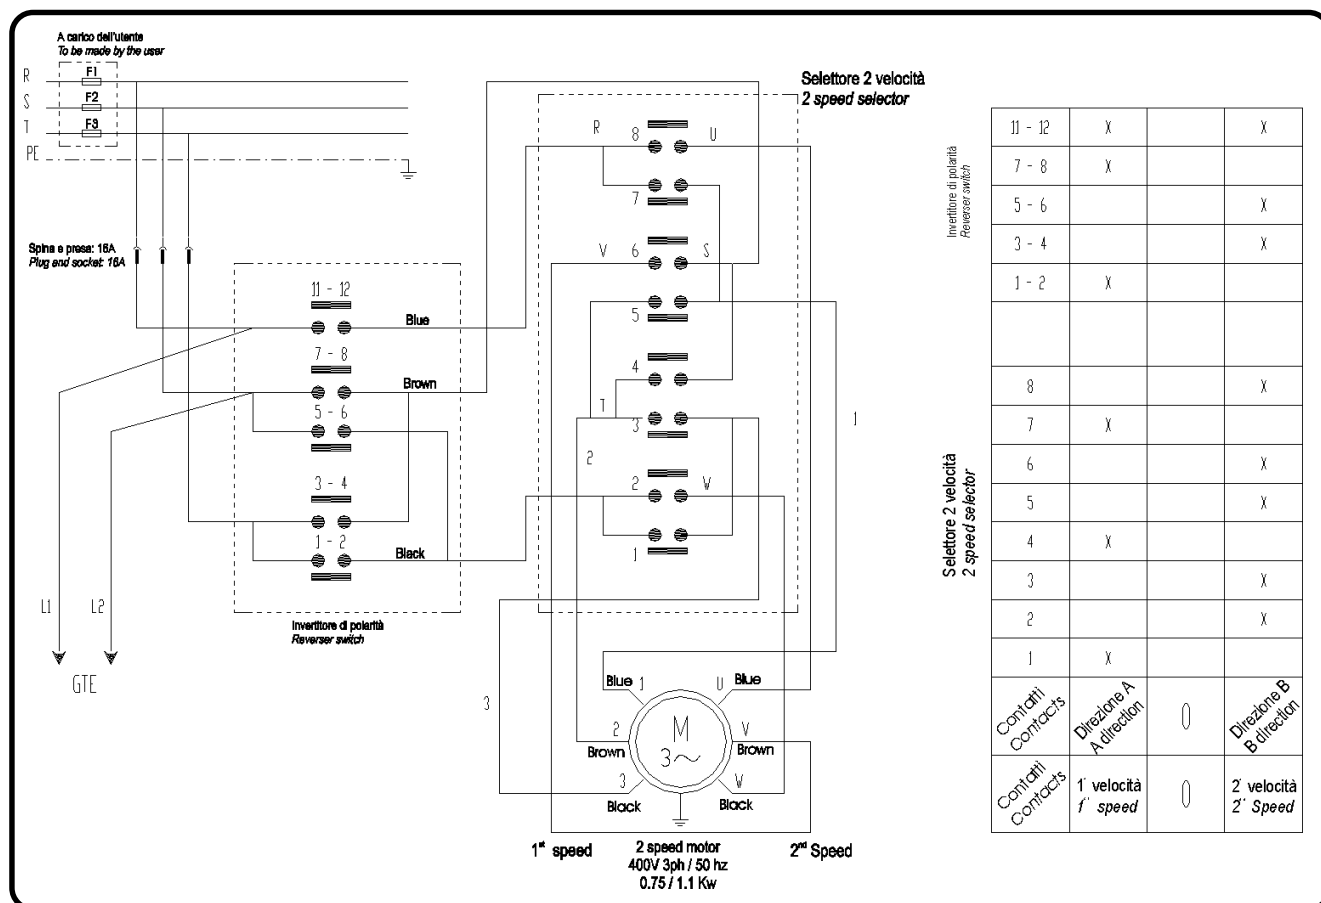 A carico dell'utente
To be made by the user
R
F1
S
F2
T
F3
PE
Spina e presa: 16A
Plug and socket: 16A
11 - 12
Blue
7 - 8
Brown
5 - 6
3 - 4
1 - 2
Black
Invertitore di polarità
Reverser switch
L1
L2
GTE
Selettore 2 velocità
2 speed selector
R
8
U
7
V
6
S
5
4
T
3
2
2
W
1
1
3
Blue 1
U Blue
2
Brown
M
3~
V
Brown
3
Black
W
Black
1st speed
2 speed motor
400V 3ph / 50 hz
0.75 / 1.1 Kw
2nd Speed
Invertitore di polarità
Reverser switch
11 - 12 X X
7 - 8 X
5 - 6 X
3 - 4 X
1 - 2 X
Selettore 2 velocità
2 speed selector
8 X
7 X
6 X
5 X
4 X
3 X
2 X
1 X
Contatti
Contacts
Direzione A
A direction
0
Direzione B
B direction
Contatti
Contacts
1' velocità
1'' speed
0
2' velocità
2'' Speed